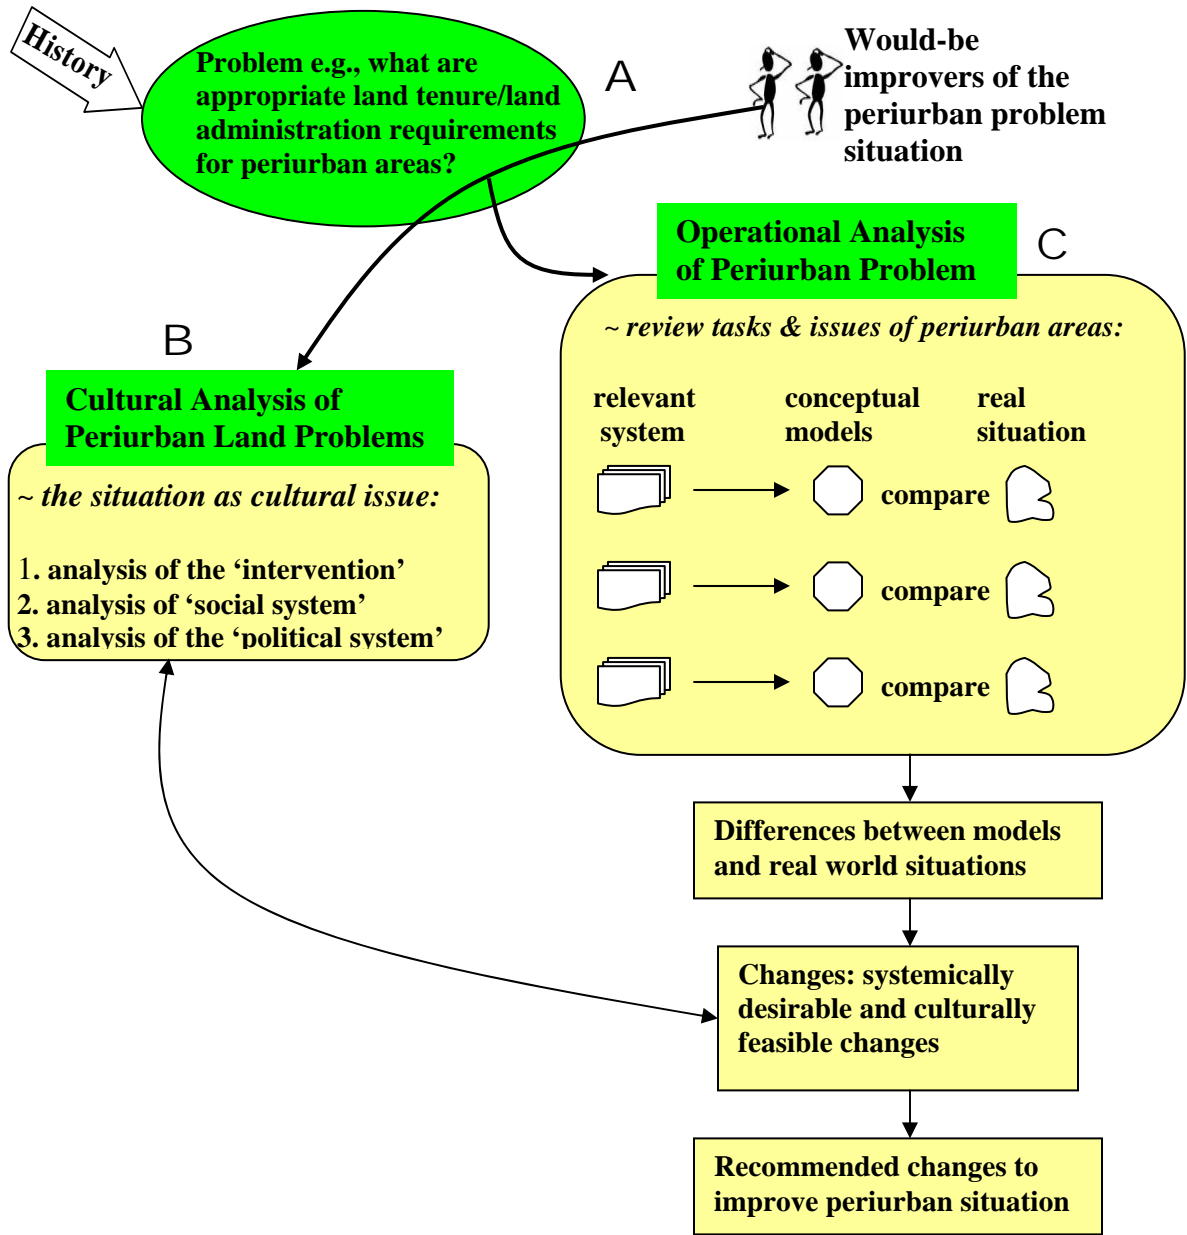 History
Problem e.g., what are
appropriate land tenure/land
administration requirements
for periurban areas?
A
Would-be
improvers of the
periurban problem
situation
Operational Analysis
of Periurban Problem
C
~ review tasks & issues of periurban areas:
relevant
system
conceptual
models
real
situation
compare
compare
compare
B
Cultural Analysis of
Periurban Land Problems
~ the situation as cultural issue:
1. analysis of the ‘intervention’
2. analysis of ‘social system’
3. analysis of the ‘political system’
Differences between models
and real world situations
Changes: systemically
desirable and culturally
feasible changes
Recommended changes to
improve periurban situation